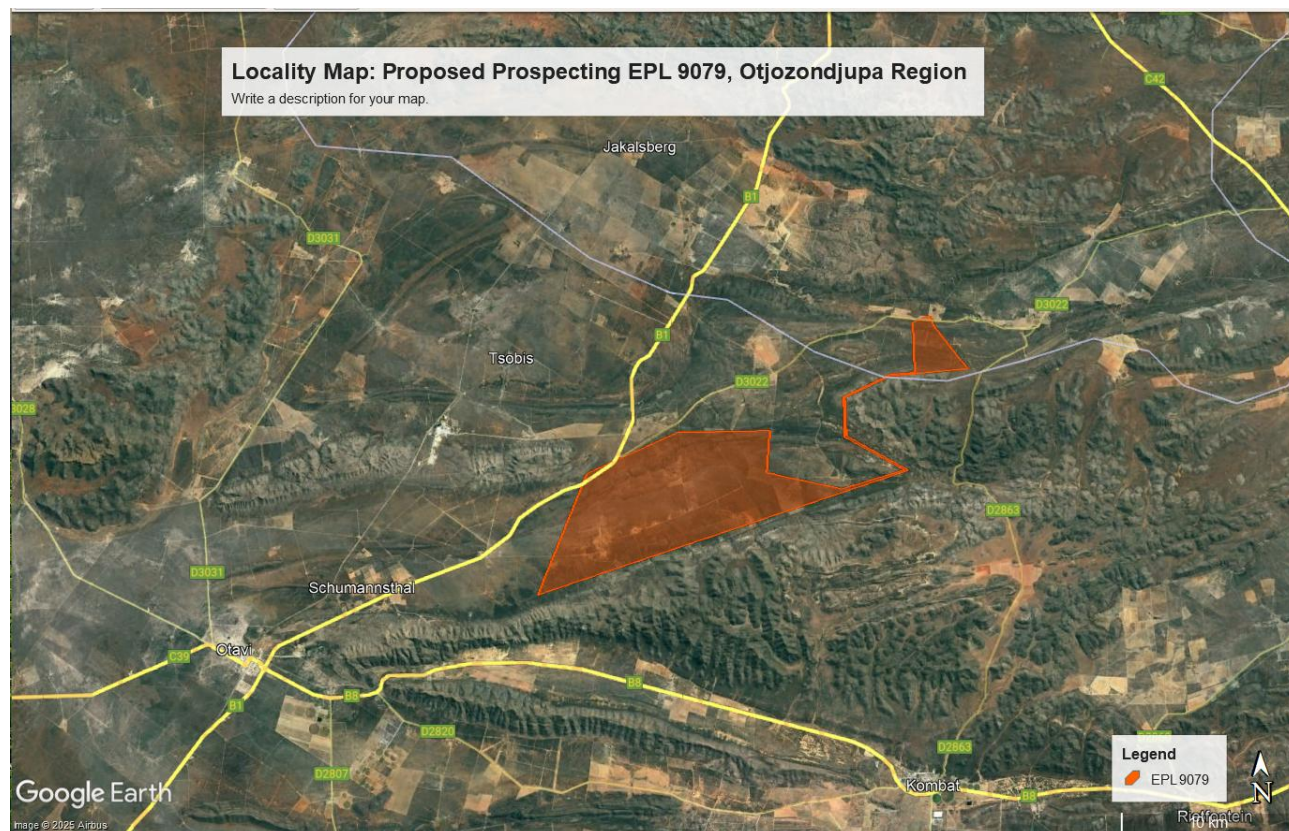 Locality Map: Proposed Prospecting EPL 9079, Otjozondjupa Region
Write a description for your map.
C42
Jakalsberg
B1
D3031
D3022
B1
Tsobis
D3022
3028
D2863
D3031
Schumannsthal
Otavi
C39
B8
B8
B1
D2820
D2863
D2807
Kombat
B8
Legend
EPL 9079
N
Google Earth
Image © 2025 Airbus
Rietfontein
10 km